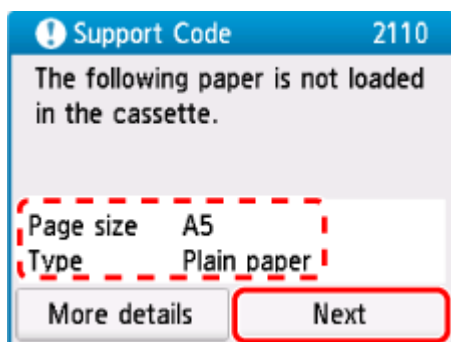 Support Code 2110
The following paper is not loaded
in the cassette.
Page size A5
Type Plain paper
More details Next